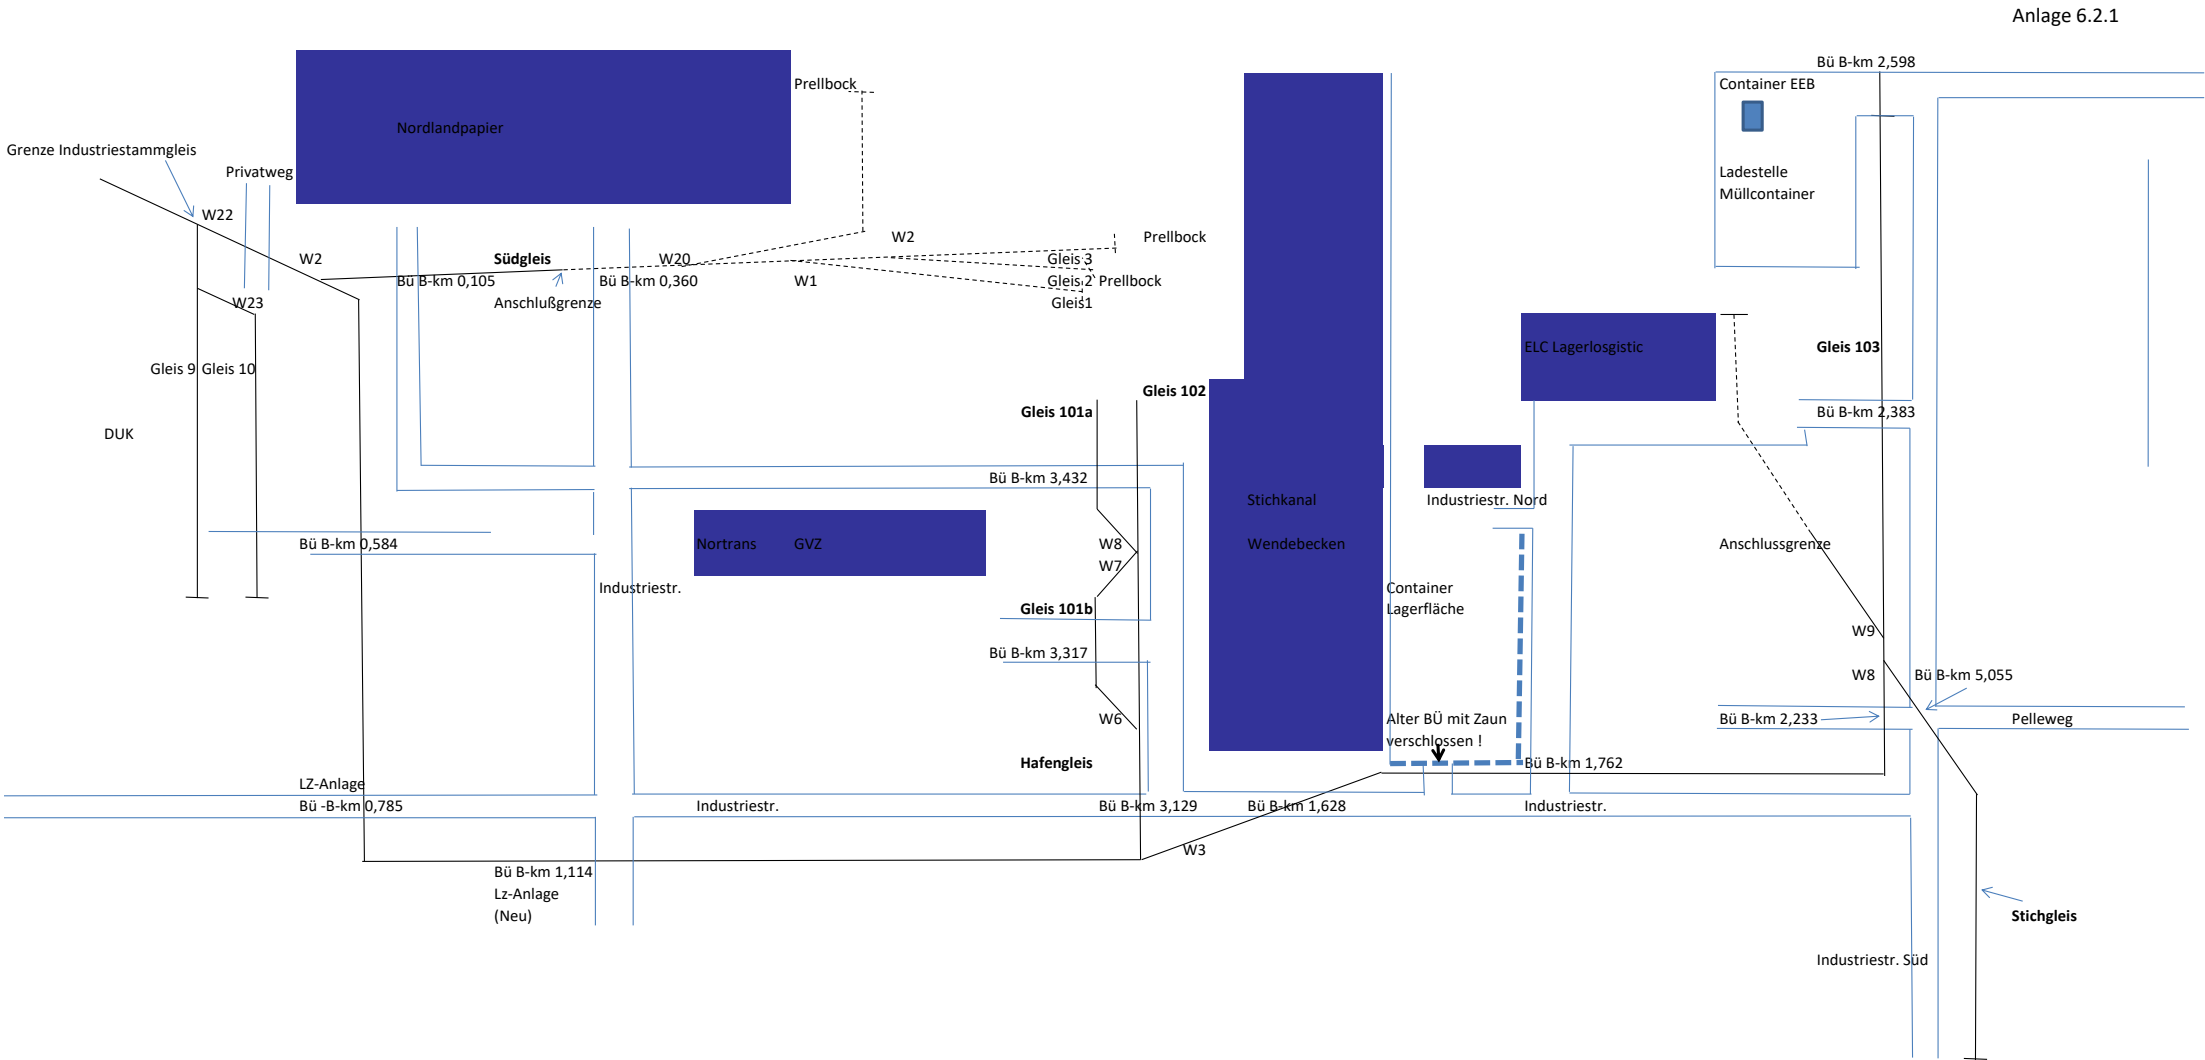 Anlage 6.2.1
Bü B-km 2,598
Prellbock
Container EEB
Nordlandpapier
Grenze Industriestammgleis
Privatweg
Ladestelle
Müllcontainer
W22
W2
Prellbock
W2
Südgleis
W20
Gleis 3
Bü B-km 0,105
Bü B-km 0,360
W1
Gleis 2
Prellbock
W23
Anschlußgrenze
Gleis1
ELC Lagerlosgistic
Gleis 103
Gleis 9
Gleis 10
Gleis 102
Gleis 101a
Bü B-km 2,383
DUK
Bü B-km 3,432
Stichkanal
Industriestr. Nord
Bü B-km 0,584
Nortrans
GVZ
W8
Wendebecken
Anschlussgrenze
W7
Industriestr.
Container
Gleis 101b
Lagerfläche
W9
Bü B-km 3,317
W8
Bü B-km 5,055
W6
Alter BÜ mit Zaun
Bü B-km 2,233
Pelleweg
verschlossen !
Hafengleis
Bü B-km 1,762
LZ-Anlage
Bü -B-km 0,785
Industriestr.
Bü B-km 3,129
Bü B-km 1,628
Industriestr.
W3
Bü B-km 1,114
Lz-Anlage
(Neu)
Stichgleis
Industriestr. Süd